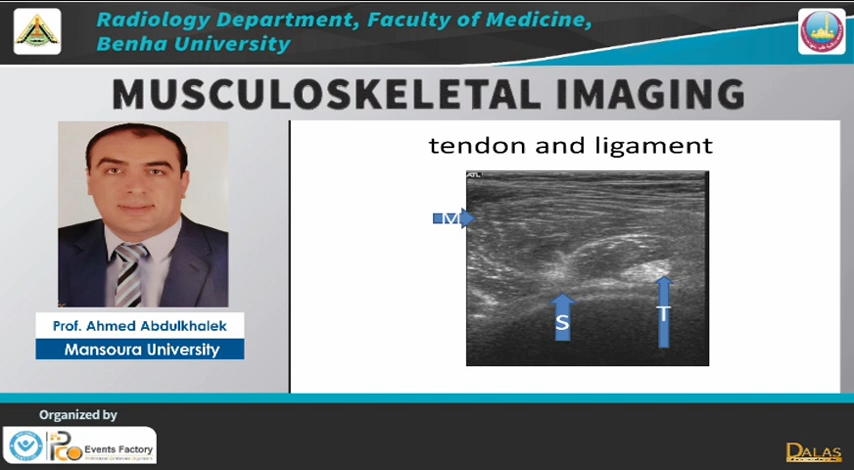 Radiology Department, Faculty of Medicine,
Benha University
MUSCULOSKELETAL IMAGING
tendon and ligament
ATL
M
S
T
Prof. Ahmed Abdulkhalek
Mansoura University
Organized by
Events Factory
DALAS